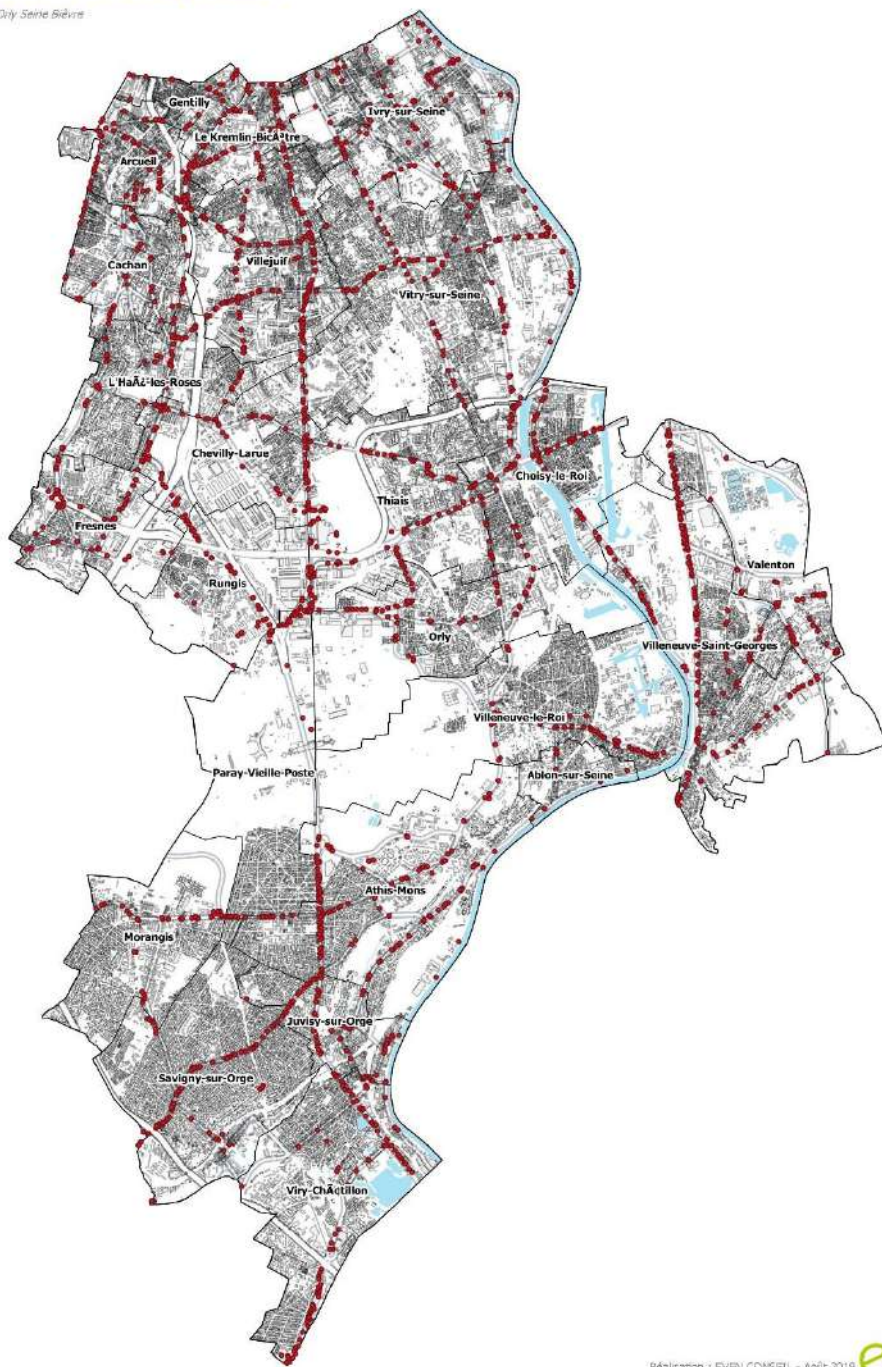 Orly Seine Bièvre
Gentilly
Ivry-sur-Seine
Le Kremlin-BicÃªtre
Arcueil
Cachan
Villejuif
Vitry-sur-Seine
L'HaÃ¿-les-Roses
Chevilly-Larue
Choisy-le-Roi
Thiais
Fresnes
Valenton
Rungis
Orly
Villeneuve-Saint-Georges
Villeneuve-le-Roi
Paray-Vieille-Poste
Ablon-sur-Seine
Athis-Mons
Morangis
Juvisy-sur-Orge
Savigny-sur-Orge
Viry-ChÃ¢tillon
Réalisation : EVEN CONSEIL - Août 2019